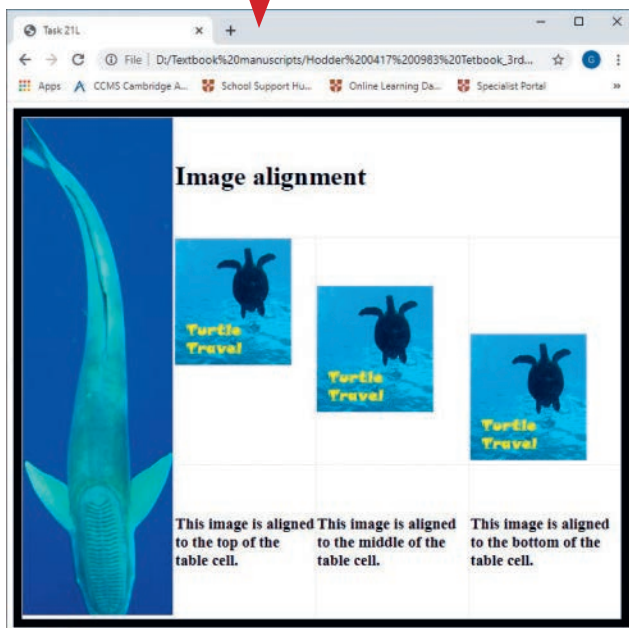 Task 21L
File | D:/Textbook%20manuscripts/Hodder%200417%200983%20Tetbook_3rd...
G
Apps
CCMS Cambridge A...
School Support Hu...
Online Learning Da...
Specialist Portal
Image alignment
Turtle
Travel
Turtle
Travel
Turtle
Travel
This image is aligned
to the top of the
table cell.
This image is aligned
to the middle of the
table cell.
This image is aligned
to the bottom of the
table cell.